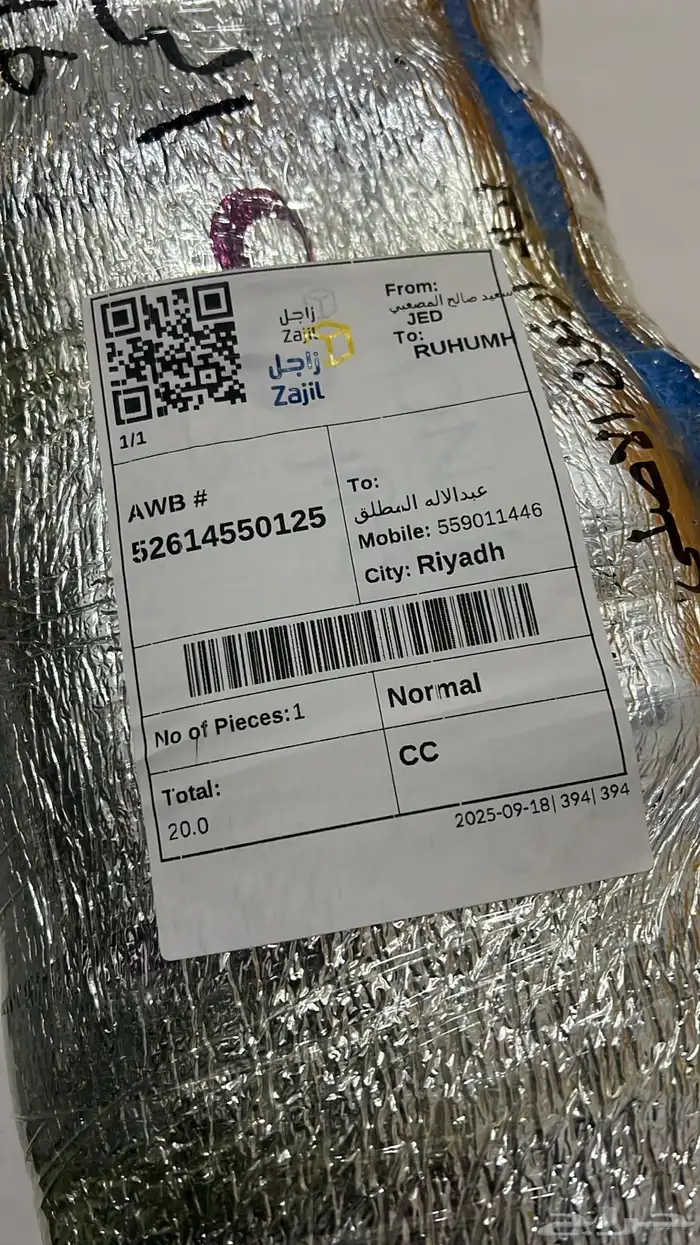 زاجل
Zajil
زاجل
Zajil
From:
سعيد صالح المصعبي
JED
To:
RUHUMH
1/1
AWB #
52614550125
To:
عبدالاله المطلق
Mobile: 559011446
City: Riyadh
No of Pieces:1
Normal
Total:
20.0
CC
2025-09-18|394|394
حراج